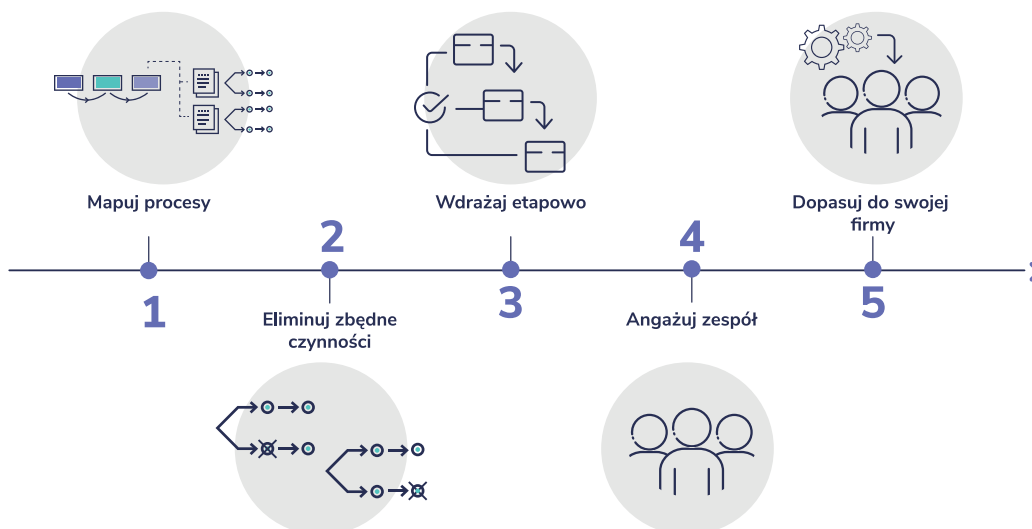 Mapuj procesy
1
2
Eliminuj zbędne
czynności
Wdrażaj etapowo
3
4
Angażuj zespół
Dopasuj do swojej
firmy
5